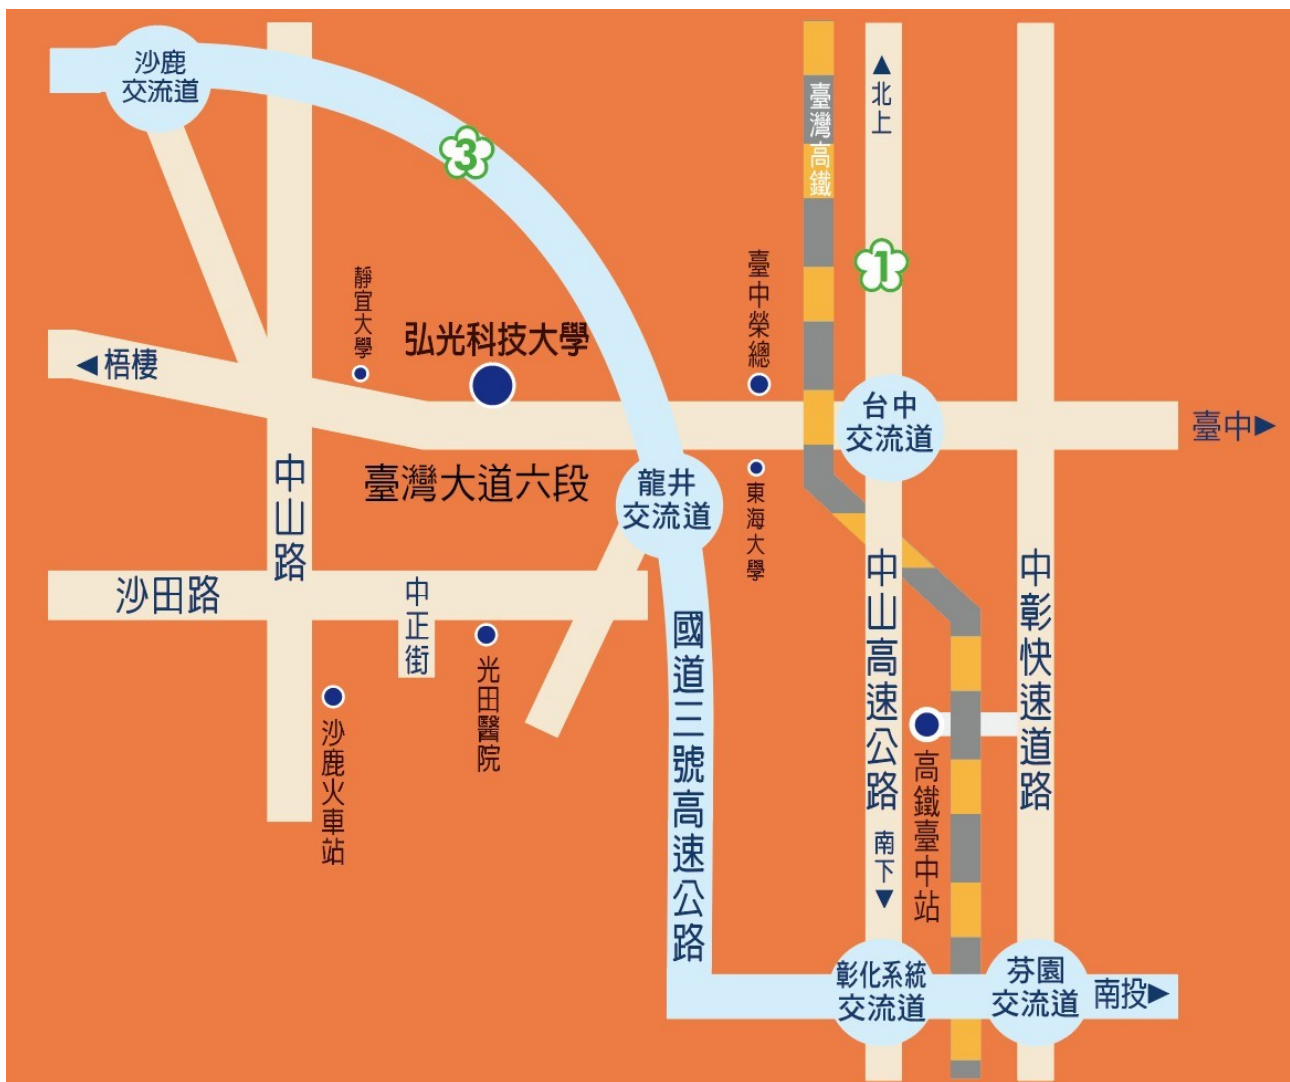 沙鹿
交流道
3
臺灣高鐵
▲北上
1
靜宜大學
弘光科技大學
臺中榮總
◀梧棲
台中
交流道
臺中▶
中山路
臺灣大道六段
龍井
交流道
東海大學
沙田路
中正街
光田醫院
沙鹿火車站
國道三號高速公路
中山高速公路
中彰快速道路
高鐵臺中站
南下▼
彰化系統
交流道
芬園
交流道
南投▶